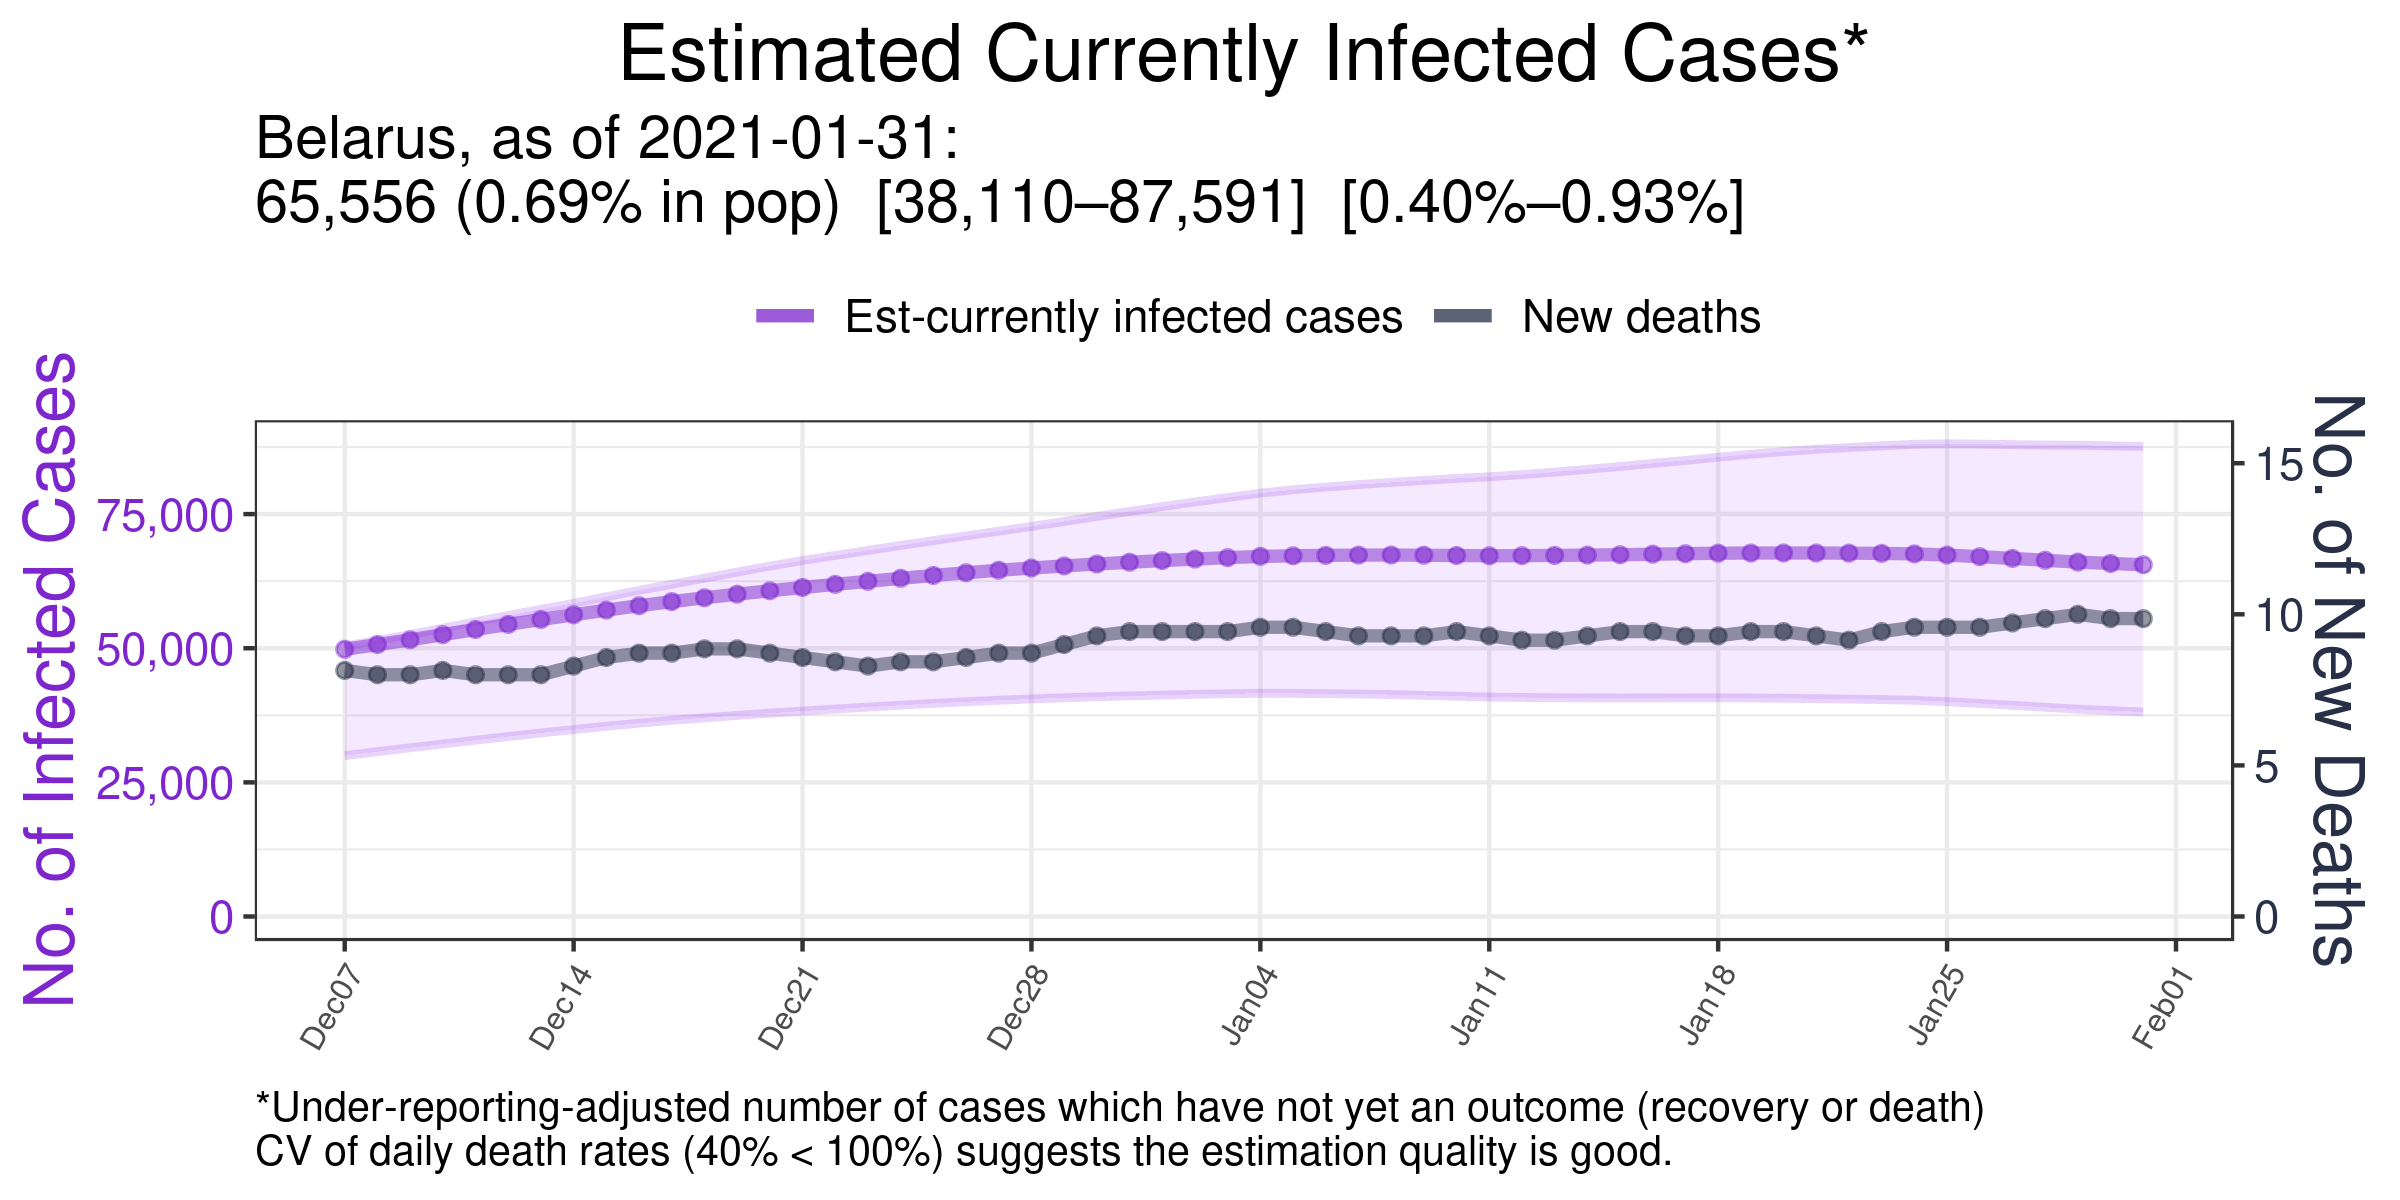 Estimated Currently Infected Cases*
Belarus, as of 2021-01-31:
65,556 (0.69% in pop)  [38,110–87,591]  [0.40%–0.93%]
Est-currently infected cases
New deaths
No. of Infected Cases
75,000
50,000
25,000
0
15
10
5
0
No. of New Deaths
Dec07
Dec14
Dec21
Dec28
Jan04
Jan11
Jan18
Jan25
Feb01
*Under-reporting-adjusted number of cases which have not yet an outcome (recovery or death)
CV of daily death rates (40% < 100%) suggests the estimation quality is good.